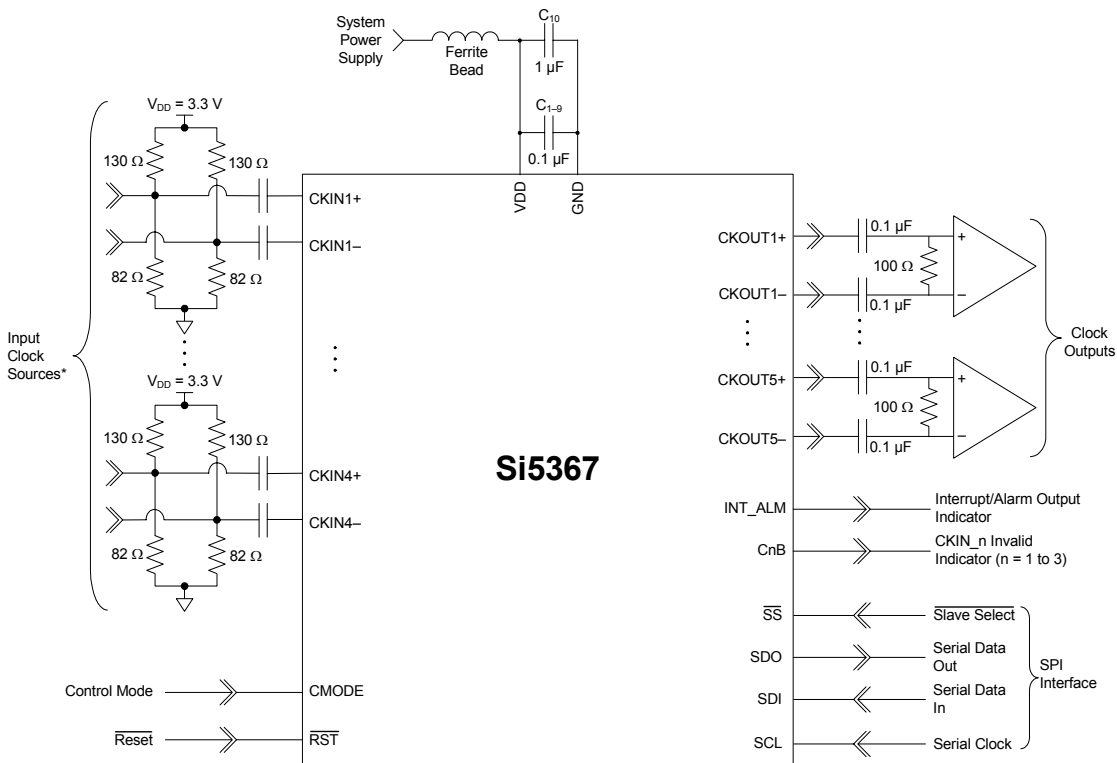 System
Power
Supply
Ferrite
Bead
C10
1 µF
C1–9
0.1 µF
VDD = 3.3 V
130 Ω
130 Ω
82 Ω
82 Ω
CKIN1+
CKIN1–
VDD
GND
Input
Clock
Sources*
VDD = 3.3 V
130 Ω
130 Ω
82 Ω
82 Ω
CKIN4+
CKIN4–
Si5367
CKOUT1+
0.1 µF
+
100 Ω
CKOUT1–
–
0.1 µF
Clock
Outputs
CKOUT5+
0.1 µF
+
100 Ω
CKOUT5–
–
0.1 µF
INT_ALM
Interrupt/Alarm Output
Indicator
CnB
CKIN_n Invalid
Indicator (n = 1 to 3)
SS
Slave Select
SDO
Serial Data
Out
SDI
Serial Data
In
SCL
Serial Clock
SPI
Interface
Control Mode
CMODE
Reset
RST